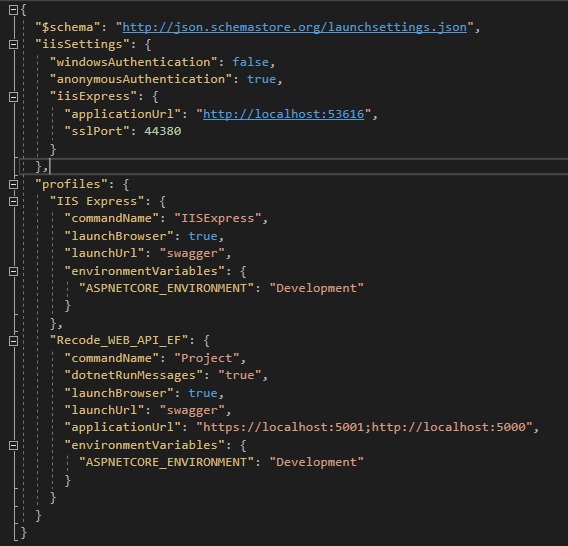 {
"$schema": "http://json.schemastore.org/launchsettings.json",
"iisSettings": {
"windowsAuthentication": false,
"anonymousAuthentication": true,
"iisExpress": {
"applicationUrl": "http://localhost:53616",
"sslPort": 44380
}
},
"profiles": {
"IIS Express": {
"commandName": "IISExpress",
"launchBrowser": true,
"launchUrl": "swagger",
"environmentVariables": {
"ASPNETCORE_ENVIRONMENT": "Development"
}
},
"Recode_WEB_API_EF": {
"commandName": "Project",
"dotnetRunMessages": "true",
"launchBrowser": true,
"launchUrl": "swagger",
"applicationUrl": "https://localhost:5001;http://localhost:5000",
"environmentVariables": {
"ASPNETCORE_ENVIRONMENT": "Development"
}
}
}
}